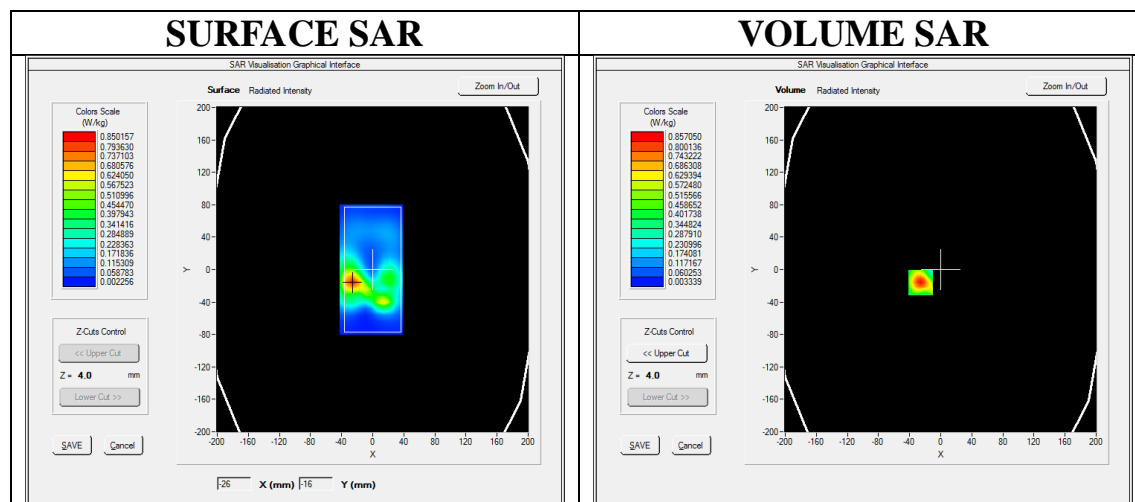 SURFACE SAR
VOLUME SAR
SAR Visualisation Graphical Interface
Surface Radiated Intensity
Zoom In/Out
Colors Scale
(W/kg)
0.850157
0.793630
0.737103
0.680576
0.624050
0.567523
0.510996
0.454470
0.397943
0.341416
0.284889
0.228363
0.171836
0.115309
0.058783
0.002256
Z-Cuts Control
<< Upper Cut
Z = 4.0 mm
Lower Cut >>
SAVE Cancel
200
160
120
80
40
0
-40
-80
-120
-160
-200
Y
-200 -160 -120 -80 -40 0 40 80 120 160 200
X
-26 X (mm) -16 Y (mm)
SAR Visualisation Graphical Interface
Volume Radiated Intensity
Zoom In/Out
Colors Scale
(W/kg)
0.857050
0.800136
0.743222
0.686308
0.629394
0.572480
0.515566
0.458652
0.401738
0.344824
0.287910
0.230996
0.174081
0.117167
0.060253
0.003339
Z-Cuts Control
<< Upper Cut
Z = 4.0 mm
Lower Cut >>
SAVE Cancel
200
160
120
80
40
0
-40
-80
-120
-160
-200
Y
-200 -160 -120 -80 -40 0 40 80 120 160 200
X